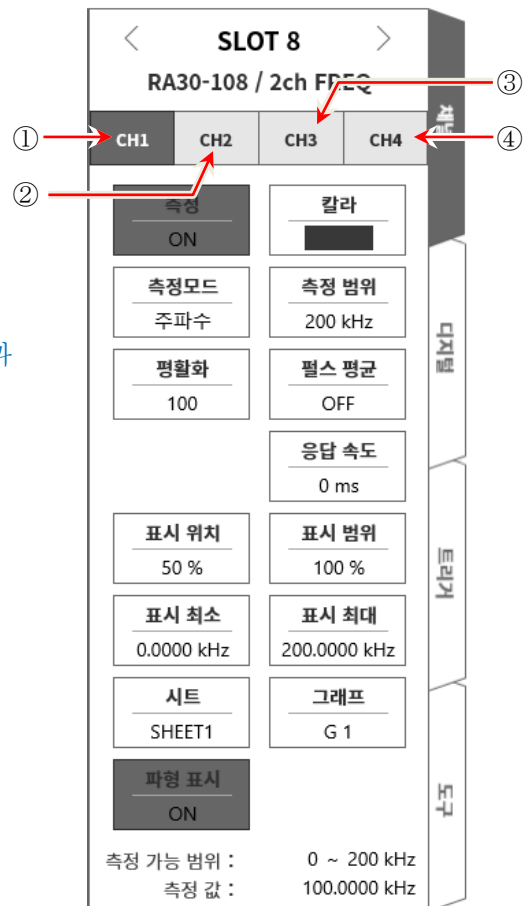 < SLOT 8 >
RA30-108 / 2ch FREQ
③
① CH1 CH2 CH3 CH4 ④
②
측정 칼라
ON
측정모드 측정 범위
주파수 200 kHz
과
평활화 펄스 평균
100 OFF
응답 속도
0 ms
표시 위치 표시 범위
50 % 100 %
표시 최소 표시 최대
0.0000 kHz 200.0000 kHz
시트 그래프
SHEET1 G 1
파형 표시
ON
측정 가능 범위 : 0 ~ 200 kHz
측정 값 : 100.0000 kHz
디지털
트리거
도구